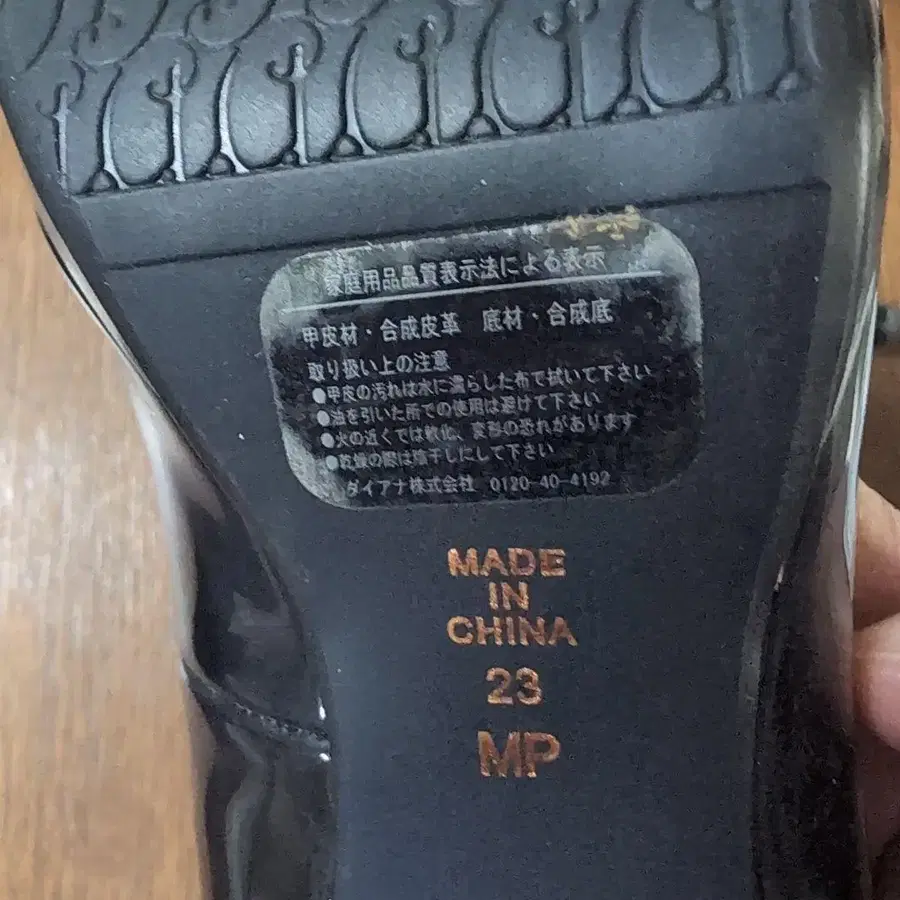 家庭用品品質表示法による表示
甲皮材・合成皮革 底材・合成底
取り扱い上の注意
●甲皮の汚れは水に濡らした布で拭いて下さい
●油を引いた所での使用は避けて下さい
●火の近くでは軟化、変形の恐れがあります
●乾燥の際は陰干しにして下さい
ダイアナ株式会社 0120-40-4192
MADE
IN
CHINA
23
MP